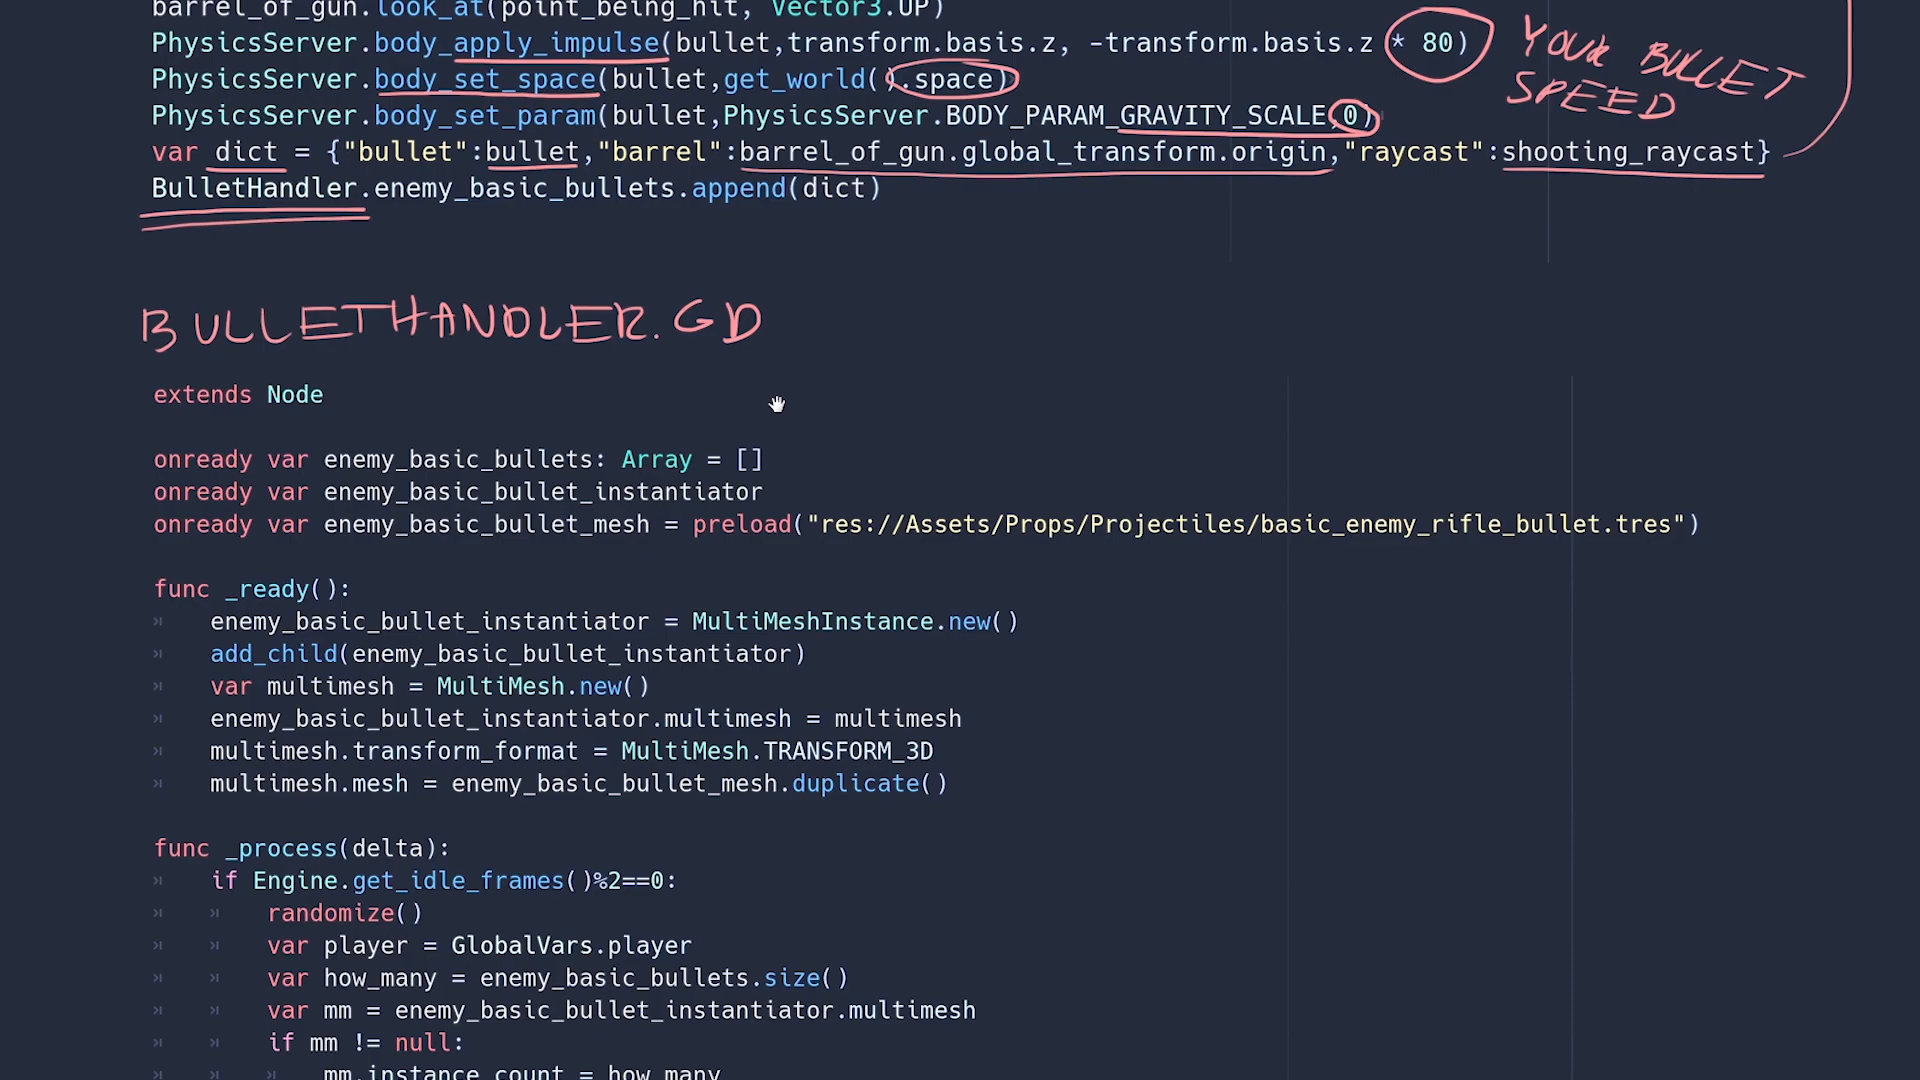 barrel_of_gun.look_at(point_being_hit, Vector3.UP)
PhysicsServer.body_apply_impulse(bullet,transform.basis.z, -transform.basis.z * 80)
YOUR BULLET
SPEED
PhysicsServer.body_set_space(bullet,get_world().space)
PhysicsServer.body_set_param(bullet,PhysicsServer.BODY_PARAM_GRAVITY_SCALE,0)
var dict = {"bullet":bullet,"barrel":barrel_of_gun.global_transform.origin,"raycast":shooting_raycast}
BulletHandler.enemy_basic_bullets.append(dict)
BULLETHANDLER.GD
extends Node
onready var enemy_basic_bullets: Array = []
onready var enemy_basic_bullet_instantiator
onready var enemy_basic_bullet_mesh = preload("res://Assets/Props/Projectiles/basic_enemy_rifle_bullet.tres")
func _ready():
enemy_basic_bullet_instantiator = MultiMeshInstance.new()
add_child(enemy_basic_bullet_instantiator)
var multimesh = MultiMesh.new()
enemy_basic_bullet_instantiator.multimesh = multimesh
multimesh.transform_format = MultiMesh.TRANSFORM_3D
multimesh.mesh = enemy_basic_bullet_mesh.duplicate()
func _process(delta):
if Engine.get_idle_frames()%2==0:
randomize()
var player = GlobalVars.player
var how_many = enemy_basic_bullets.size()
var mm = enemy_basic_bullet_instantiator.multimesh
if mm != null:
mm.instance_count = how_many